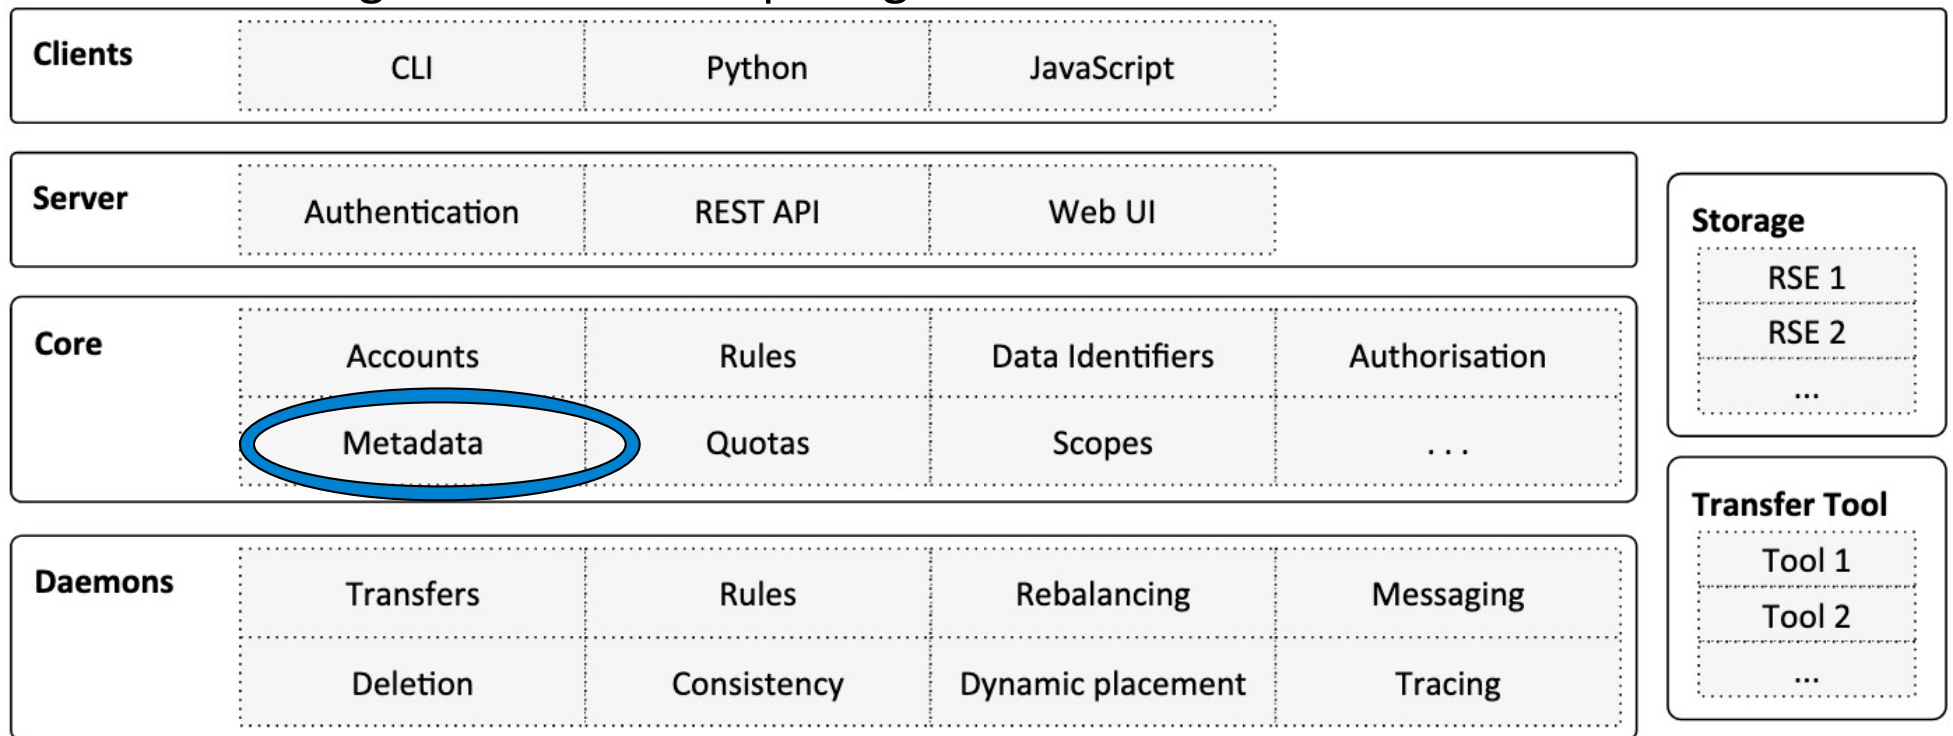 Clients
CLI Python JavaScript
Server
Authentication REST API Web UI
Core
Accounts Rules Data Identifiers Authorisation
Metadata Quotas Scopes ...
Daemons
Transfers Rules Rebalancing Messaging
Deletion Consistency Dynamic placement Tracing
Storage
RSE 1
RSE 2
...
Transfer Tool
Tool 1
Tool 2
...